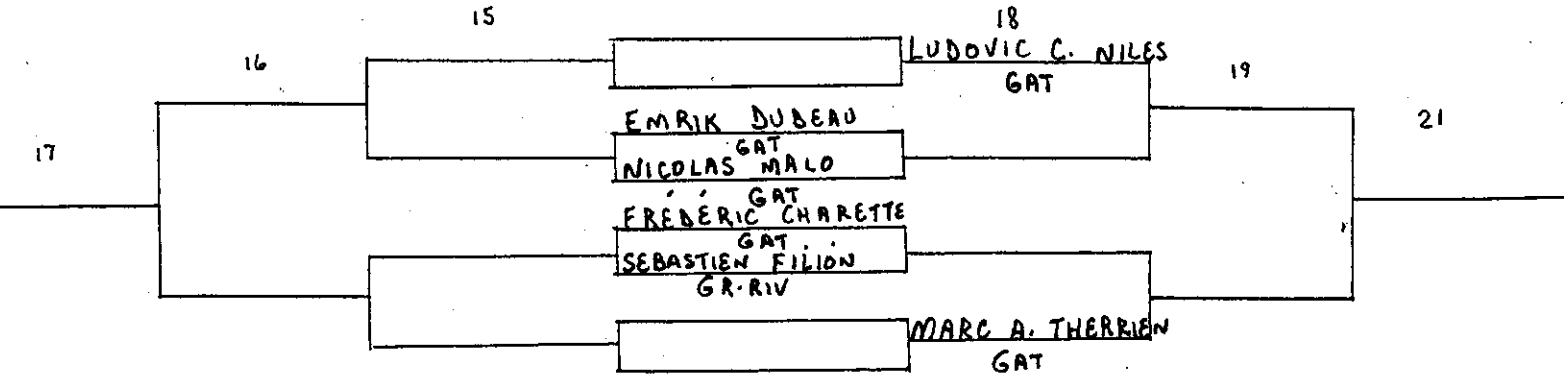 15
18
LUDOVIC C. NILES
GAT
16
19
EMRIK DUBEAU
GAT
21
17
NICOLAS MALO
GAT
FRÉDÉRIC CHARETTE
GAT
SEBASTIEN FILION
GR-RIV
MARC A. THERRIEN
GAT